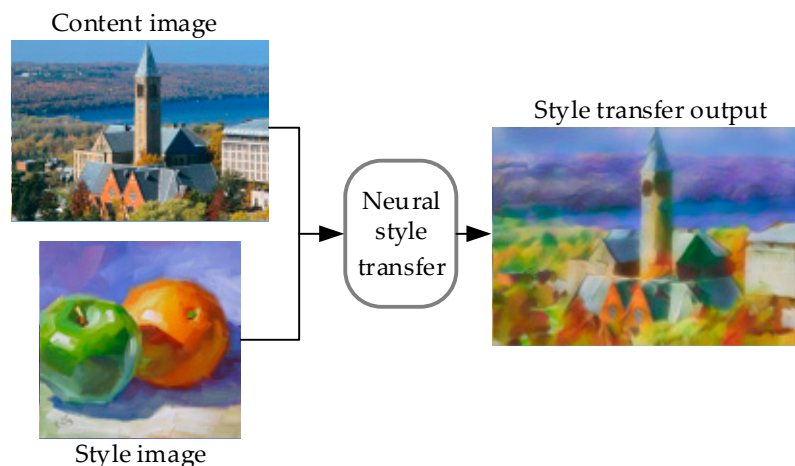 Content image
Style transfer output
Neural
style
transfer
Style image